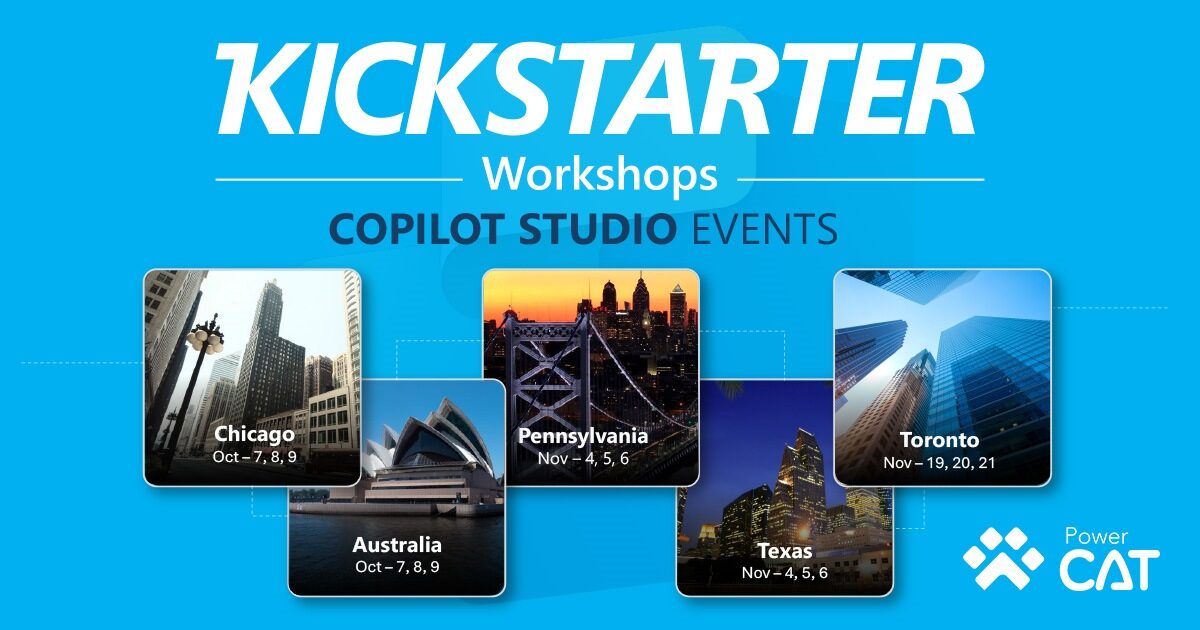 KICKSTARTER
Workshops
COPILOT STUDIO EVENTS
Chicago
Oct – 7, 8, 9
Australia
Oct – 7, 8, 9
Pennsylvania
Nov – 4, 5, 6
Texas
Nov – 4, 5, 6
Toronto
Nov – 19, 20, 21
Power
CAT